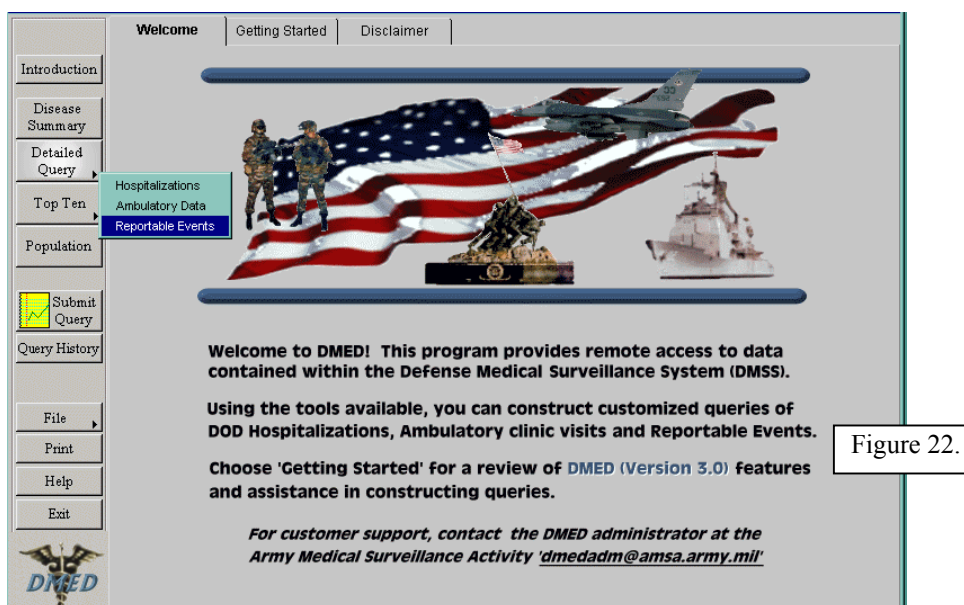 Welcome
Getting Started
Disclaimer
Introduction
Disease
Summary
Detailed
Query
Top Ten
Population
Submit
Query
Query History
File
Print
Help
Exit
DMED
Hospitalizations
Ambulatory Data
Reportable Events
Welcome to DMED! This program provides remote access to data
contained within the Defense Medical Surveillance System (DMSS).
Using the tools available, you can construct customized queries of
DOD Hospitalizations, Ambulatory clinic visits and Reportable Events.
Choose 'Getting Started' for a review of DMED (Version 3.0) features
and assistance in constructing queries.
For customer support, contact the DMED administrator at the
Army Medical Surveillance Activity 'dmedadm@amsa.army.mil'
Figure 22.